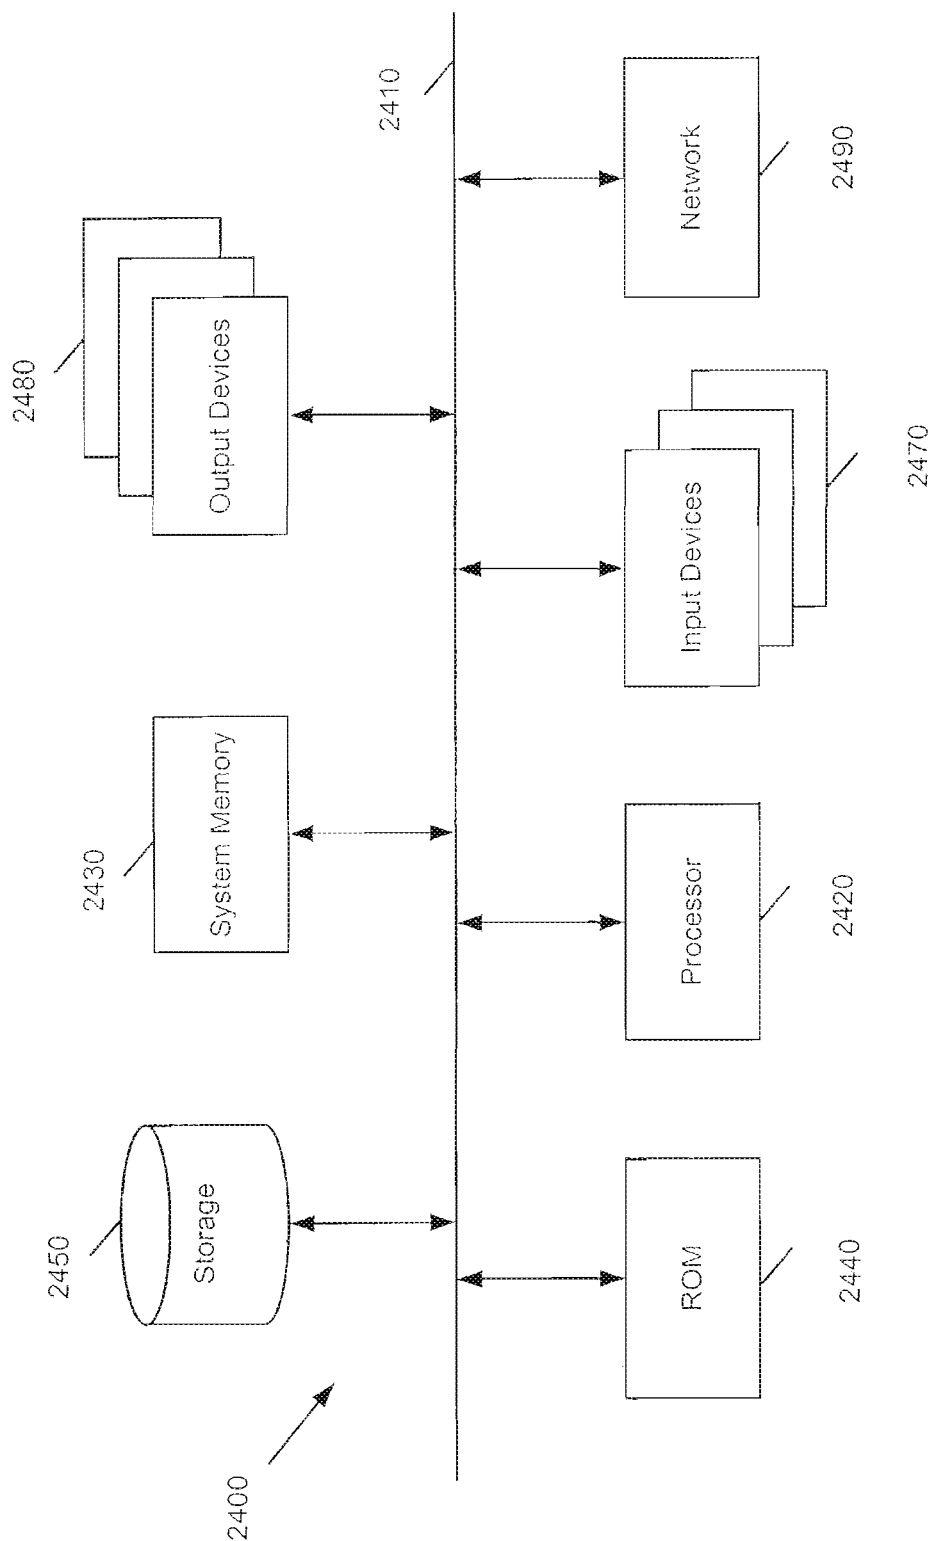 2450
2430
2480
Storage
System Memory
Output Devices
2400
2410
ROM
Processor
Input Devices
Network
2440
2420
2470
2490